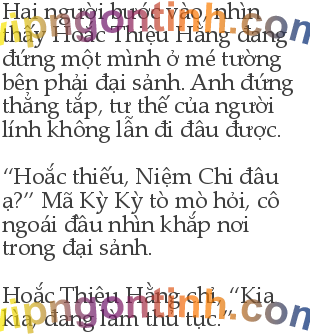 Hai người bước vào, nhìn
thấy Hoắc Thiệu Hằng đang
đứng một mình ở mé tường
bên phải đại sảnh. Anh đứng
thẳng tắp, tư thế của người
lính không lẫn đi đâu được.
“Hoắc thiếu, Niệm Chi đâu
ạ?” Mã Kỳ Kỳ tò mò hỏi, cô
ngoái đầu nhìn khắp nơi
trong đại sảnh.
Hoắc Thiệu Hằng chỉ, “Kia
kìa, đang làm thủ tục.”